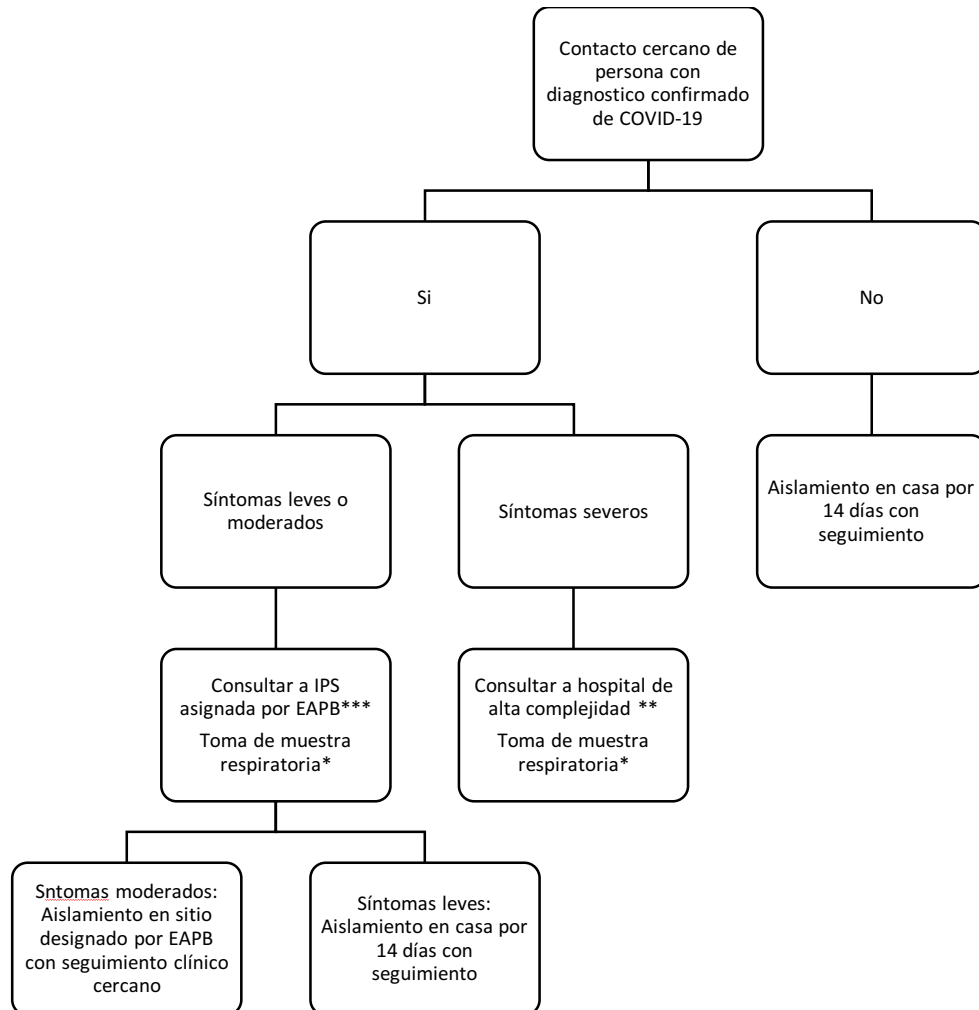 Contacto cercano de
persona con
diagnostico confirmado
de COVID-19
Si
No
Síntomas leves o
moderados
Síntomas severos
Aislamiento en casa por
14 días con
seguimiento
Consultar a IPS
asignada por EAPB***
Toma de muestra
respiratoria*
Consultar a hospital de
alta complejidad **
Toma de muestra
respiratoria*
Sntomas moderados:
Aislamiento en sitio
designado por EAPB
con seguimiento clínico
cercano
Síntomas leves:
Aislamiento en casa por
14 días con
seguimiento